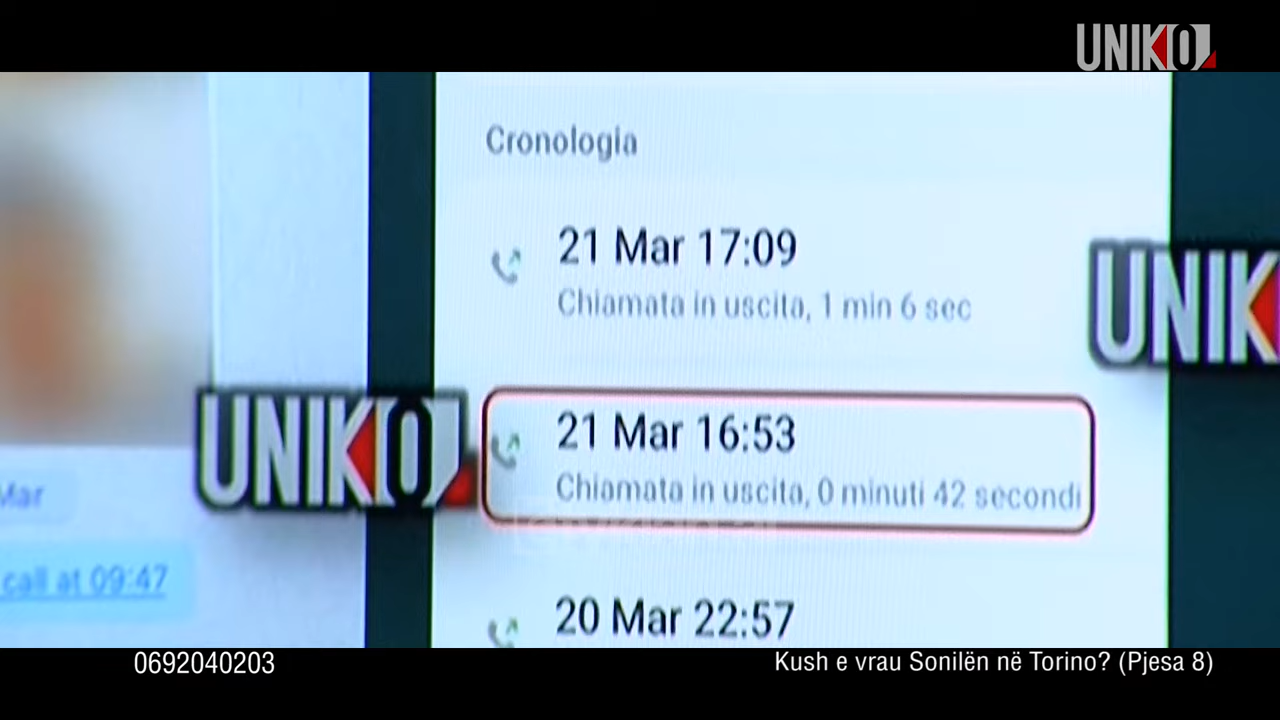 UNIKO
Cronologia
21 Mar 17:09
Chiamata in uscita, 1 min 6 sec
UNIK
UNIKO
21 Mar 16:53
Chiamata in uscita, 0 minuti 42 secondi
Mar
call at 09:47
20 Mar 22:57
0692040203
Kush e vrau Sonilën në Torino? (Pjesa 8)